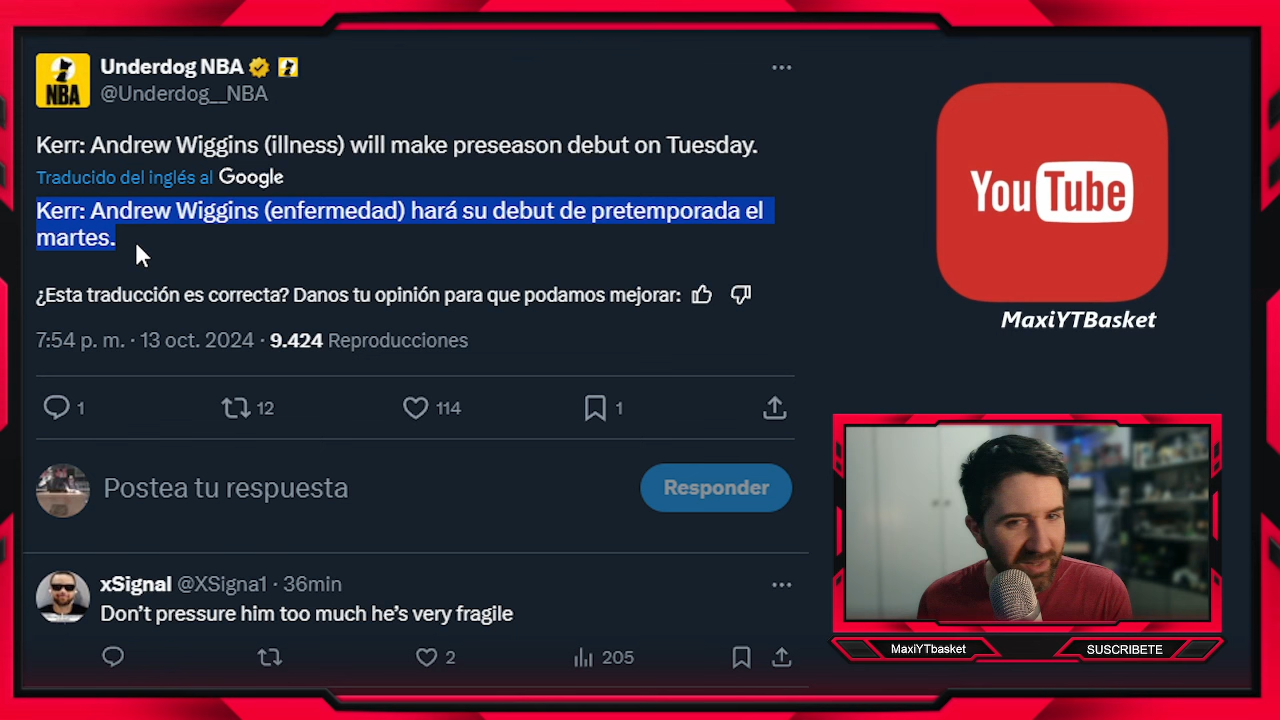 Underdog NBA
@Underdog__NBA
NBA
Kerr: Andrew Wiggins (illness) will make preseason debut on Tuesday.
Traducido del inglés al Google
Kerr: Andrew Wiggins (enfermedad) hará su debut de pretemporada el
martes.
¿Esta traducción es correcta? Danos tu opinión para que podamos mejorar:
7:54 p. m. · 13 oct. 2024 · 9.424 Reproducciones
1 12 114 1
Postea tu respuesta Responder
xSignal @XSigna1 · 36min
Don't pressure him too much he's very fragile
2 205
YouTube
MaxiYTBasket
MaxiYTbasket SUSCRIBETE